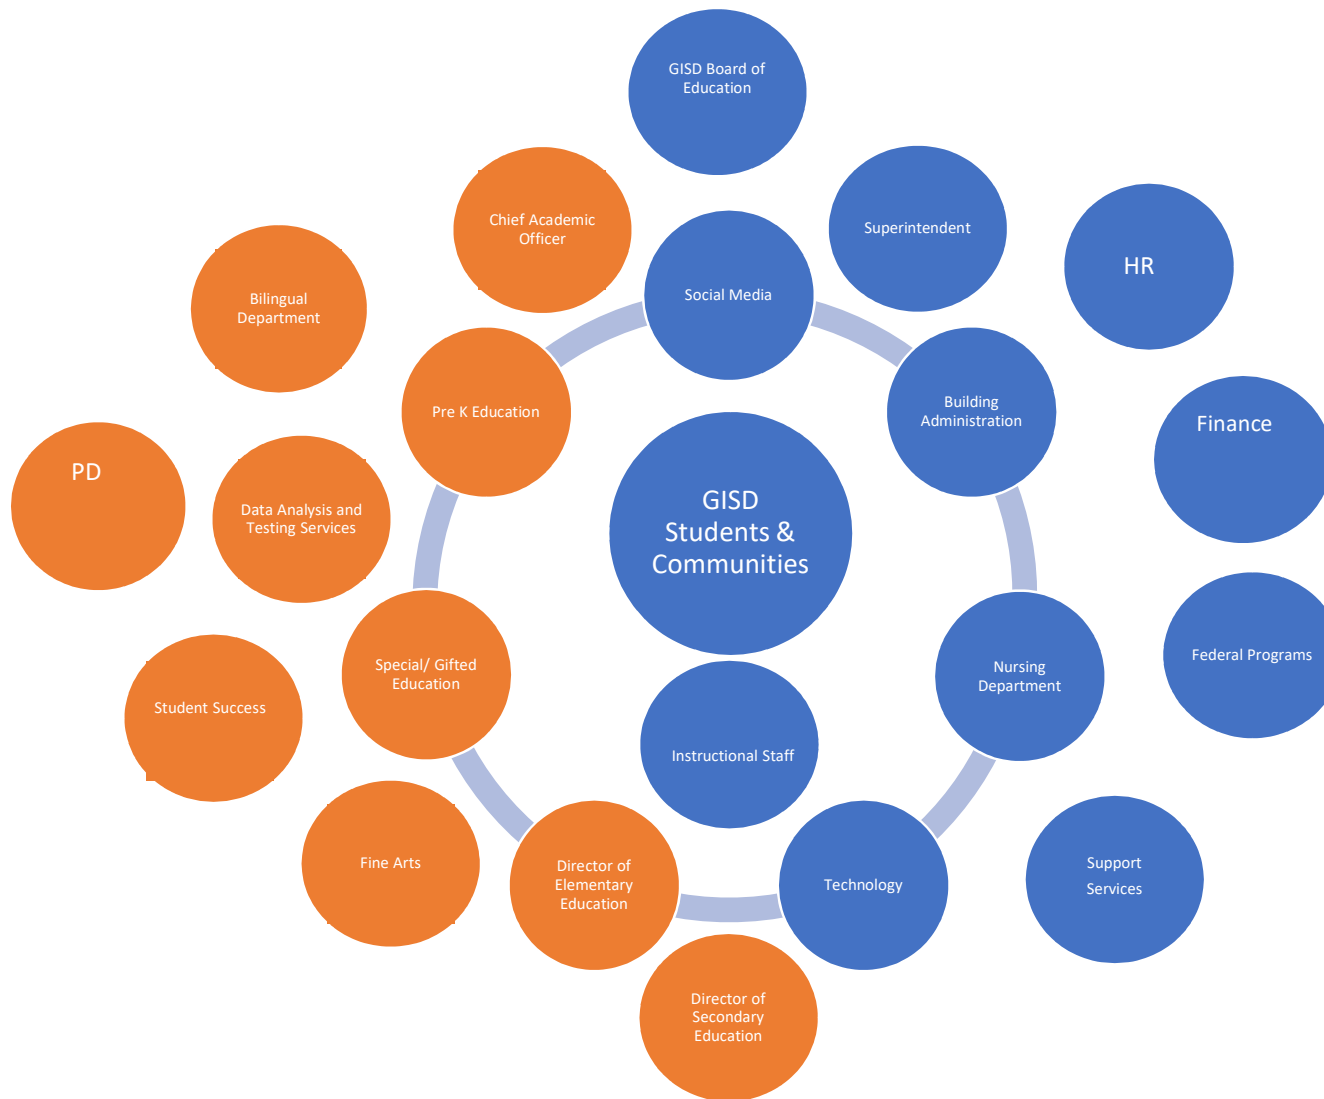 GISD Board of
Education
Chief Academic
Officer
Superintendent
HR
Bilingual
Department
Social Media
Pre K Education
Building
Administration
Finance
PD
Data Analysis and
Testing Services
GISD
Students &
Communities
Special/ Gifted
Education
Nursing
Department
Federal Programs
Student Success
Instructional Staff
Fine Arts
Director of
Elementary
Education
Technology
Support
Services
Director of
Secondary
Education